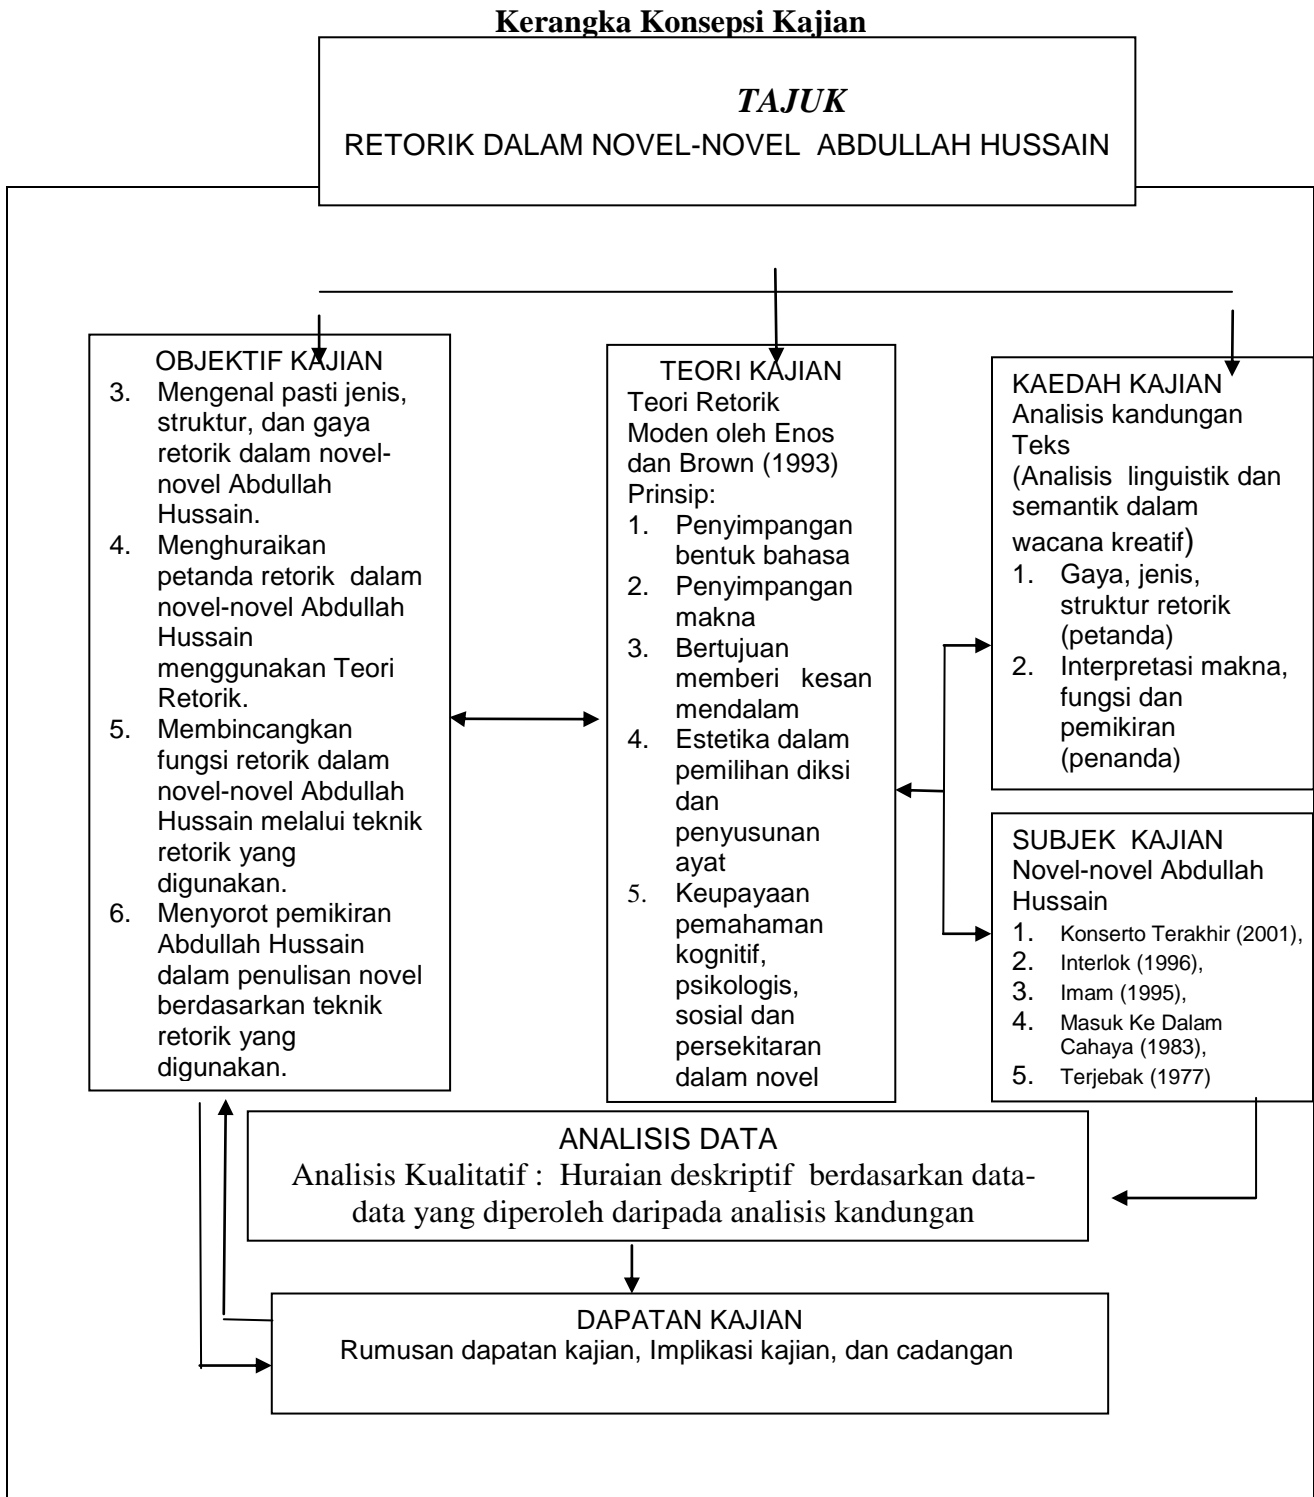 Kerangka Konsepsi Kajian
TAJUK
RETORIK DALAM NOVEL-NOVEL ABDULLAH HUSSAIN
OBJEKTIF KAJIAN
3. Mengenal pasti jenis,
struktur, dan gaya
retorik dalam novel-
novel Abdullah
Hussain.
4. Menghuraikan
petanda retorik dalam
novel-novel Abdullah
Hussain
menggunakan Teori
Retorik.
5. Membincangkan
fungsi retorik dalam
novel-novel Abdullah
Hussain melalui teknik
retorik yang
digunakan.
6. Menyorot pemikiran
Abdullah Hussain
dalam penulisan novel
berdasarkan teknik
retorik yang
digunakan.
TEORI KAJIAN
Teori Retorik
Moden oleh Enos
dan Brown (1993)
Prinsip:
1. Penyimpangan
bentuk bahasa
2. Penyimpangan
makna
3. Bertujuan
memberi kesan
mendalam
4. Estetika dalam
pemilihan diksi
dan
penyusunan
ayat
5. Keupayaan
pemahaman
kognitif,
psikologis,
sosial dan
persekitaran
dalam novel
KAEDAH KAJIAN
Analisis kandungan
Teks
(Analisis linguistik dan
semantik dalam
wacana kreatif)
1. Gaya, jenis,
struktur retorik
(petanda)
2. Interpretasi makna,
fungsi dan
pemikiran
(penanda)
SUBJEK KAJIAN
Novel-novel Abdullah
Hussain
1. Konserto Terakhir (2001),
2. Interlok (1996),
3. Imam (1995),
4. Masuk Ke Dalam
Cahaya (1983),
5. Terjebak (1977)
ANALISIS DATA
Analisis Kualitatif : Huraian deskriptif berdasarkan data-
data yang diperoleh daripada analisis kandungan
DAPATAN KAJIAN
Rumusan dapatan kajian, Implikasi kajian, dan cadangan